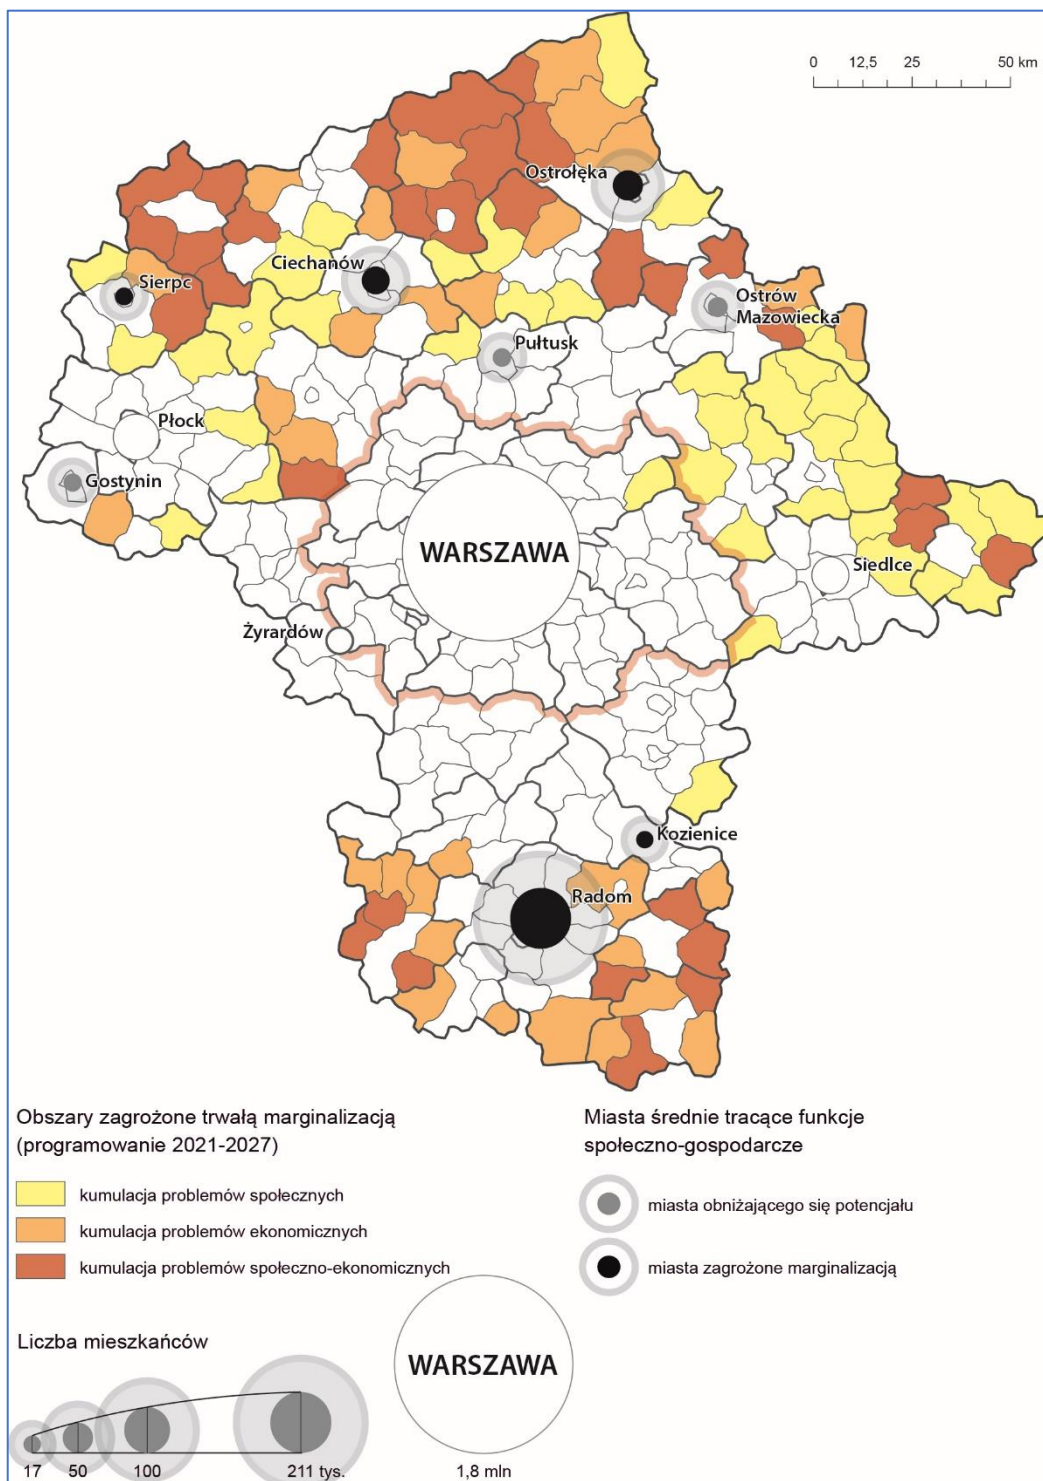 0 12,5 25 50 km
Ostrołęka
Ciechanów
Sierpc
Ostrów
Mazowiecka
Pułtusk
Płock
Gostynin
WARSZAWA
Siedlce
Żyrardów
Kozienice
Radom
Obszary zagrożone trwałą marginalizacją
(programowanie 2021-2027)
kumulacja problemów społecznych
kumulacja problemów ekonomicznych
kumulacja problemów społeczno-ekonomicznych
Miasta średnie tracące funkcje
społeczno-gospodarcze
miasta obniżającego się potencjału
miasta zagrożone marginalizacją
Liczba mieszkańców
WARSZAWA
17 50 100 211 tys. 1,8 mln